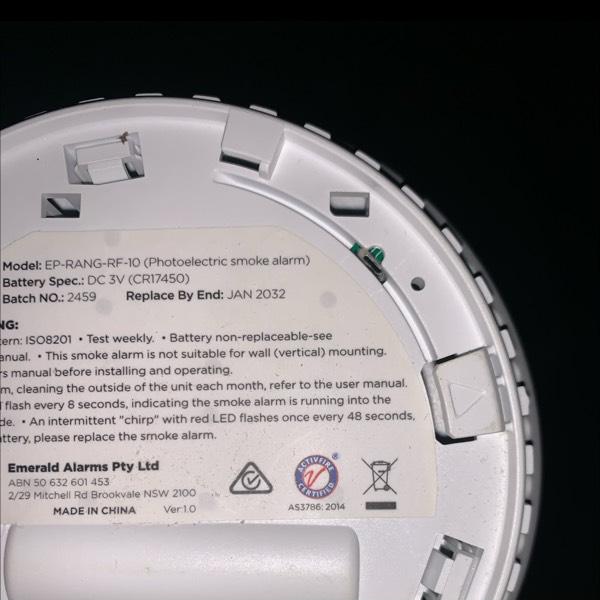 Model: EP-RANG-RF-10 (Photoelectric smoke alarm)
Battery Spec.: DC 3V (CR17450)
Batch NO.: 2459 Replace By End: JAN 2032
NG:
ern: ISO8201 • Test weekly. • Battery non-replaceable-see
anual. • This smoke alarm is not suitable for wall (vertical) mounting.
rs manual before installing and operating.
m, cleaning the outside of the unit each month, refer to the user manual.
flash every 8 seconds, indicating the smoke alarm is running into the
de. • An intermittent "chirp" with red LED flashes once every 48 seconds,
attery, please replace the smoke alarm.
Emerald Alarms Pty Ltd
ABN 50 632 601 453
2/29 Mitchell Rd Brookvale NSW 2100
MADE IN CHINA Ver:1.0
ACTIVFIRE
CERTIFIED
®
AS3786: 2014